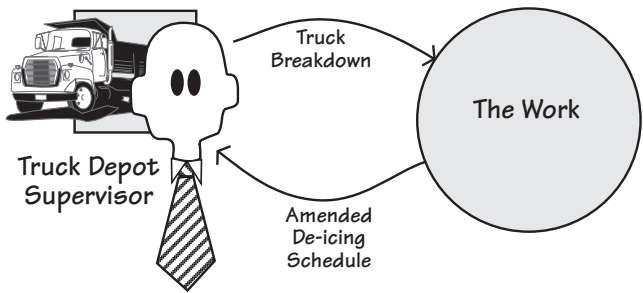 Truck
Breakdown
The Work
Truck Depot
Supervisor
Amended
De-icing
Schedule